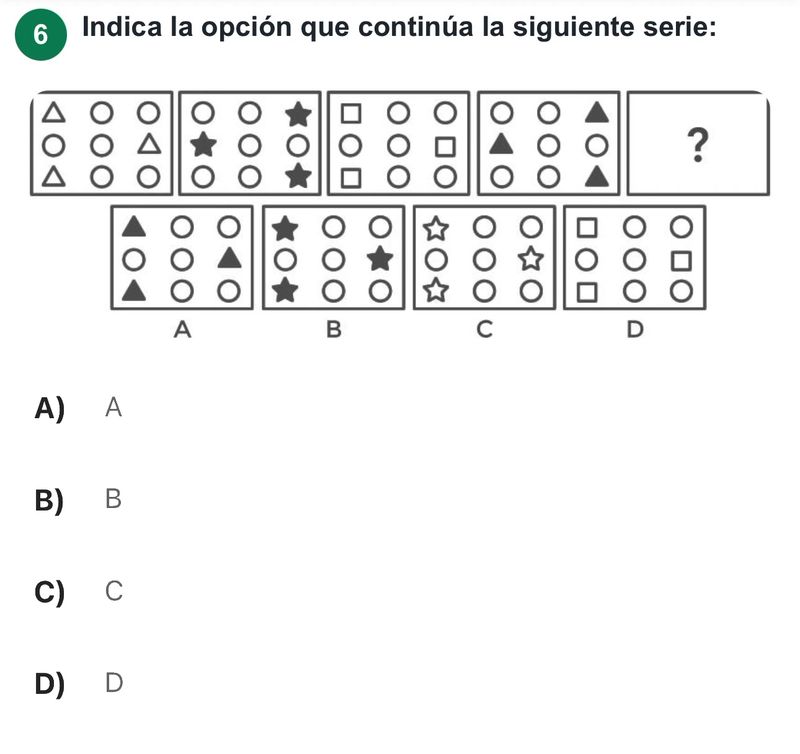 6 Indica la opción que continúa la siguiente serie:
?
A B C D
A) A
B) B
C) C
D) D